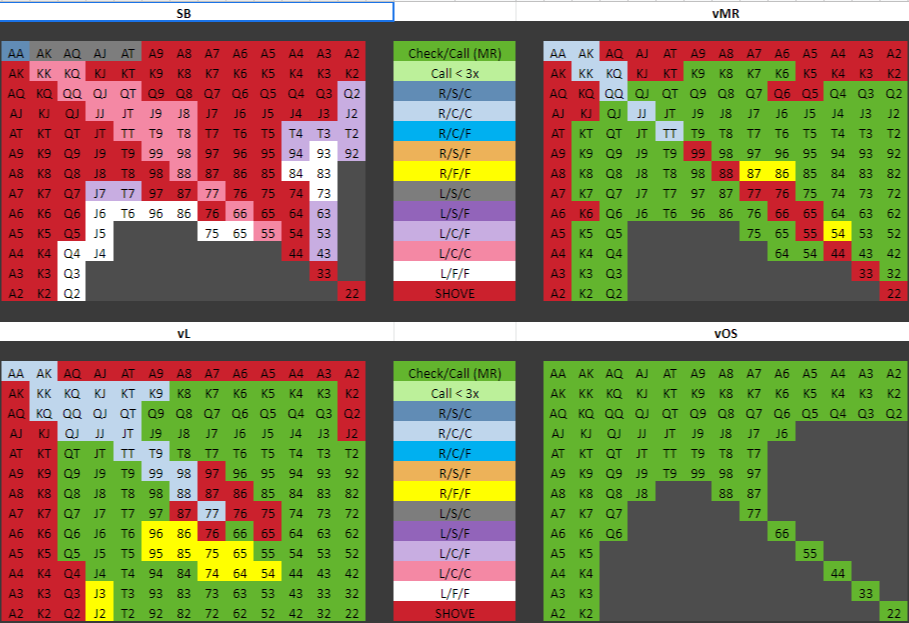 SB vMR
AA AK AQ AJ AT A9 A8 A7 A6 A5 A4 A3 A2 Check/Call (MR) AA AK AQ AJ AT A9 A8 A7 A6 A5 A4 A3 A2
AK KK KQ KJ KT K9 K8 K7 K6 K5 K4 K3 K2 Call < 3x AK KK KQ KJ KT K9 K8 K7 K6 K5 K4 K3 K2
AQ KQ QQ QJ QT Q9 Q8 Q7 Q6 Q5 Q4 Q3 Q2 R/S/C AQ KQ QQ QJ QT Q9 Q8 Q7 Q6 Q5 Q4 Q3 Q2
AJ KJ QJ JJ JT J9 J8 J7 J6 J5 J4 J3 J2 R/C/C AJ KJ QJ JJ JT J9 J8 J7 J6 J5 J4 J3 J2
AT KT QT JT TT T9 T8 T7 T6 T5 T4 T3 T2 R/C/F AT KT QT JT TT T9 T8 T7 T6 T5 T4 T3 T2
A9 K9 Q9 J9 T9 99 98 97 96 95 94 93 92 R/S/F A9 K9 Q9 J9 T9 99 98 97 96 95 94 93 92
A8 K8 Q8 J8 T8 98 88 87 86 85 84 83 R/F/F A8 K8 Q8 J8 T8 98 88 87 86 85 84 83 82
A7 K7 Q7 J7 T7 97 87 77 76 75 74 73 L/S/C A7 K7 Q7 J7 T7 97 87 77 76 75 74 73 72
A6 K6 Q6 J6 T6 96 86 76 66 65 64 63 L/S/F A6 K6 Q6 J6 T6 96 86 76 66 65 64 63 62
A5 K5 Q5 J5 75 65 55 54 53 L/C/F A5 K5 Q5 75 65 55 54 53 52
A4 K4 Q4 J4 44 43 L/C/C A4 K4 Q4 64 54 44 43 42
A3 K3 Q3 33 L/F/F A3 K3 Q3 33 32
A2 K2 Q2 22 SHOVE A2 K2 Q2 22
vL vOS
AA AK AQ AJ AT A9 A8 A7 A6 A5 A4 A3 A2 Check/Call (MR) AA AK AQ AJ AT A9 A8 A7 A6 A5 A4 A3 A2
AK KK KQ KJ KT K9 K8 K7 K6 K5 K4 K3 K2 Call < 3x AK KK KQ KJ KT K9 K8 K7 K6 K5 K4 K3 K2
AQ KQ QQ QJ QT Q9 Q8 Q7 Q6 Q5 Q4 Q3 Q2 R/S/C AQ KQ QQ QJ QT Q9 Q8 Q7 Q6 Q5 Q4 Q3 Q2
AJ KJ QJ JJ JT J9 J8 J7 J6 J5 J4 J3 J2 R/C/C AJ KJ QJ JJ JT J9 J8 J7 J6
AT KT QT JT TT T9 T8 T7 T6 T5 T4 T3 T2 R/C/F AT KT QT JT TT T9 T8 T7
A9 K9 Q9 J9 T9 99 98 97 96 95 94 93 92 R/S/F A9 K9 Q9 J9 T9 99 98 97
A8 K8 Q8 J8 T8 98 88 87 86 85 84 83 82 R/F/F A8 K8 Q8 J8 88 87
A7 K7 Q7 J7 T7 97 87 77 76 75 74 73 72 L/S/C A7 K7 Q7 77
A6 K6 Q6 J6 T6 96 86 76 66 65 64 63 62 L/S/F A6 K6 Q6 66
A5 K5 Q5 J5 T5 95 85 75 65 55 54 53 52 L/C/F A5 K5 55
A4 K4 Q4 J4 T4 94 84 74 64 54 44 43 42 L/C/C A4 K4 44
A3 K3 Q3 J3 T3 93 83 73 63 53 43 33 32 L/F/F A3 K3 33
A2 K2 Q2 J2 T2 92 82 72 62 52 42 32 22 SHOVE A2 K2 22